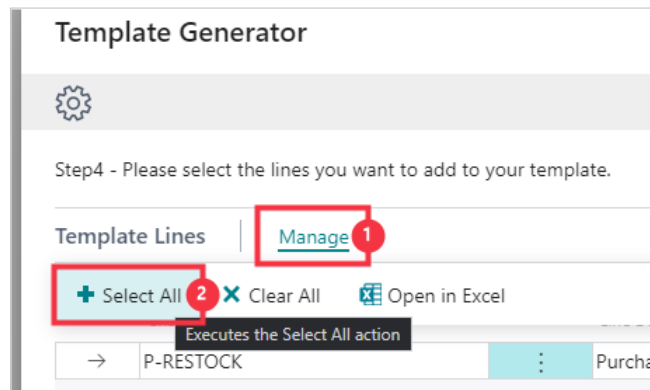 Template Generator
Step4 - Please select the lines you want to add to your template.
Template Lines Manage 1
Select All 2 Clear All Open in Excel
Executes the Select All action
P-RESTOCK Purcha